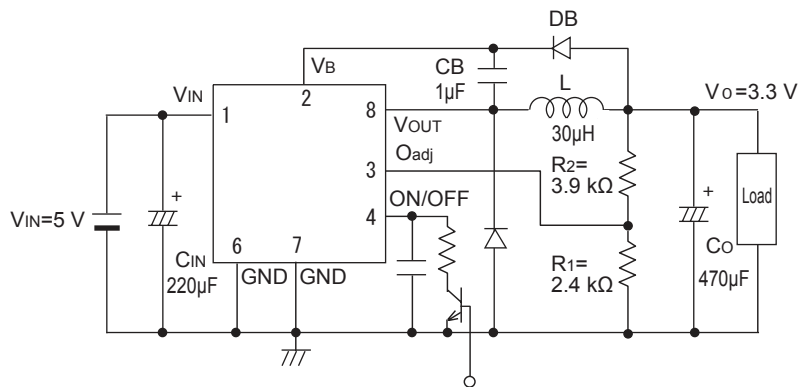 DB
VB
CB
1µF
L
VIN
1
2
8
VOUT
30µH
VO=3.3 V
Oadj
3
R2=
3.9 kΩ
ON/OFF
4
+
+
Load
VIN=5 V
CIN
220µF
6
GND
7
GND
R1=
2.4 kΩ
CO
470µF